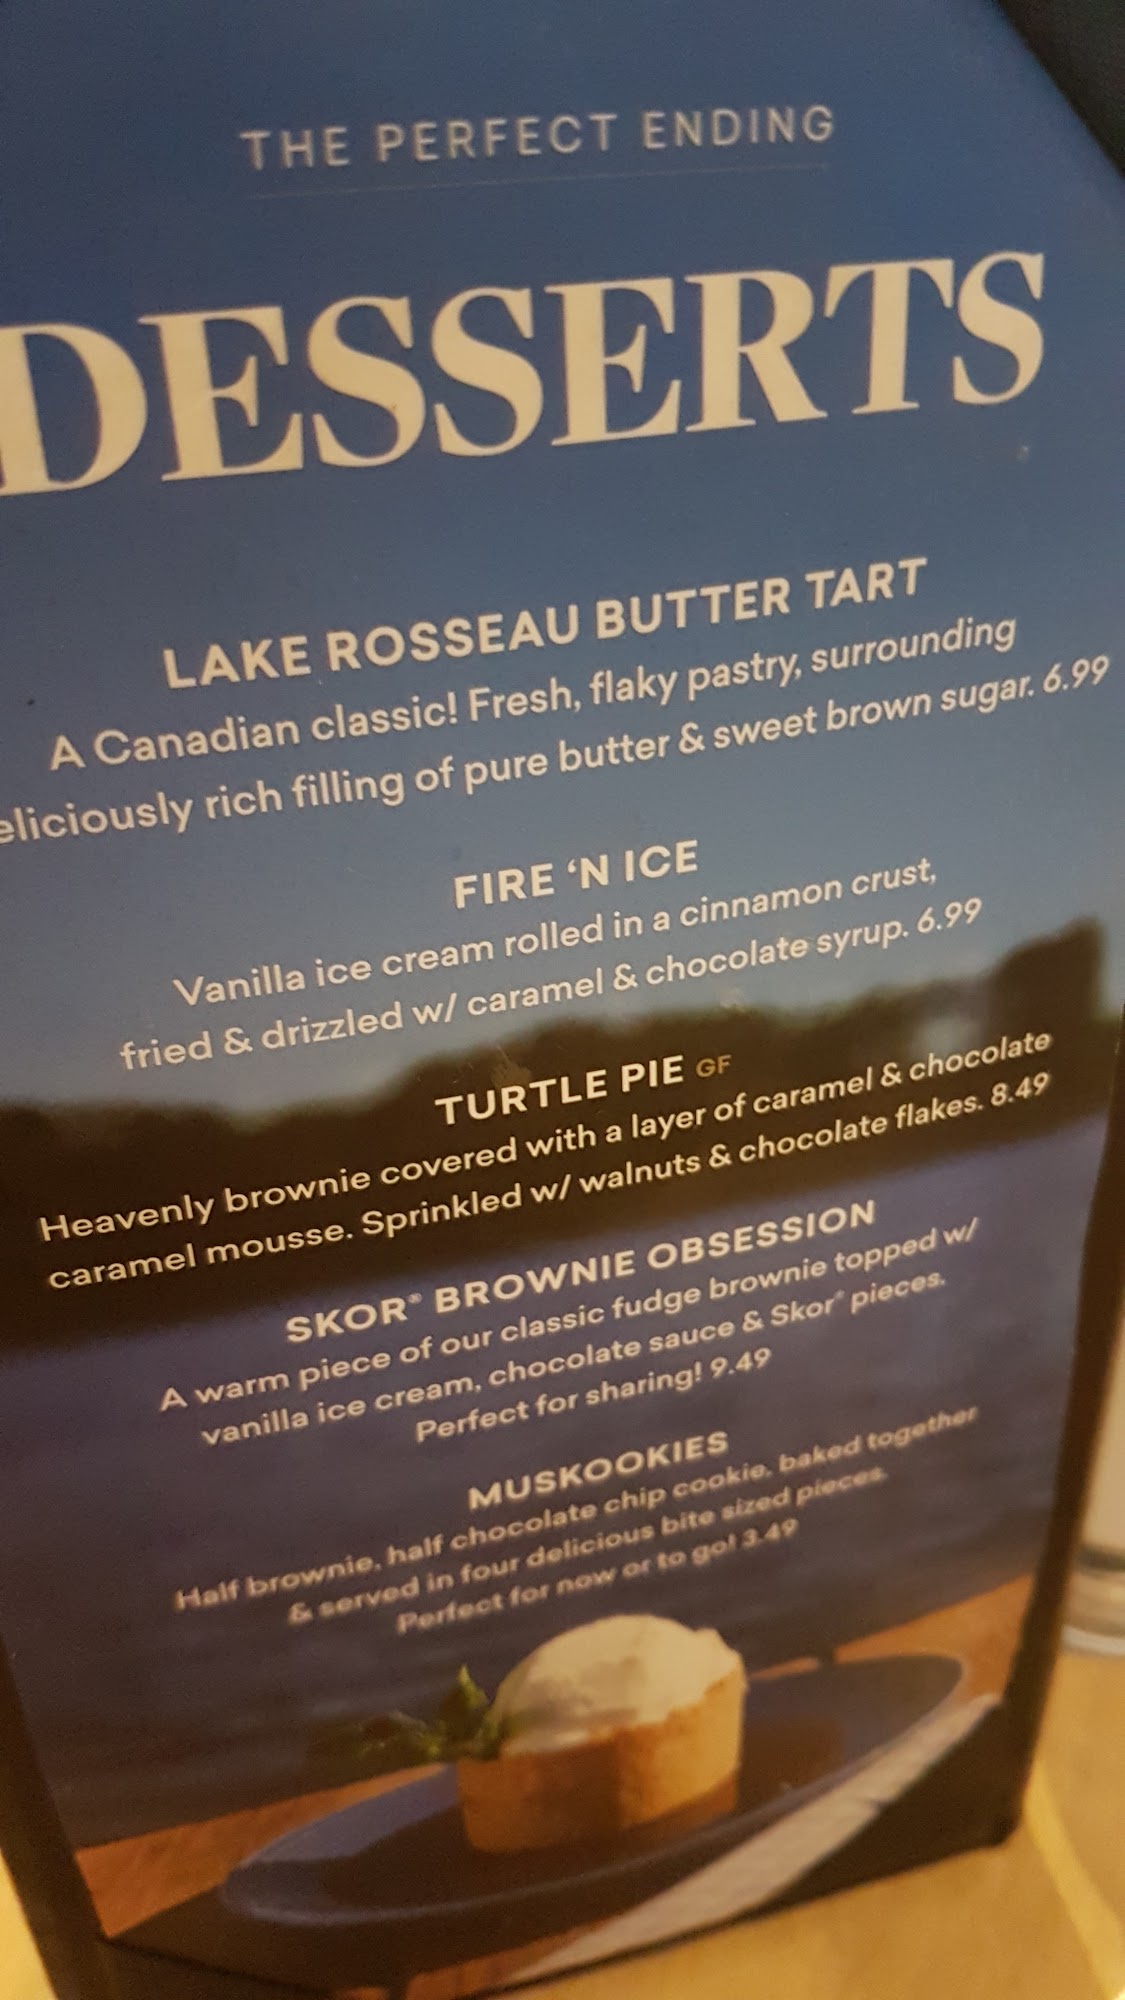 THE PERFECT ENDING
DESSERTS
LAKE ROSSEAU BUTTER TART
A Canadian classic! Fresh, flaky pastry, surrounding
eliciously rich filling of pure butter & sweet brown sugar. 6.99
FIRE ‘N ICE
Vanilla ice cream rolled in a cinnamon crust,
fried & drizzled w/ caramel & chocolate syrup. 6.99
TURTLE PIE GF
Heavenly brownie covered with a layer of caramel & chocolate
caramel mousse. Sprinkled w/ walnuts & chocolate flakes. 8.49
SKOR® BROWNIE OBSESSION
A warm piece of our classic fudge brownie topped w/
vanilla ice cream, chocolate sauce & Skor® pieces.
Perfect for sharing! 9.49
MUSKOOKIES
Half brownie, half chocolate chip cookie, baked together
& served in four delicious bite sized pieces.
Perfect for now or to go! 3.49